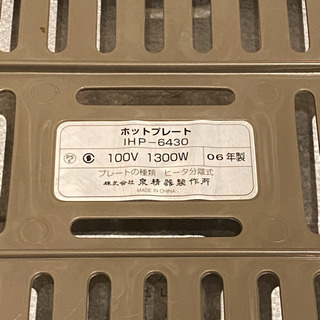 ホットプレート
IHP-6430
100V 1300W 06年製
プレートの種類 ヒータ分離式
株式会社 泉精器製作所
MADE IN CHINA